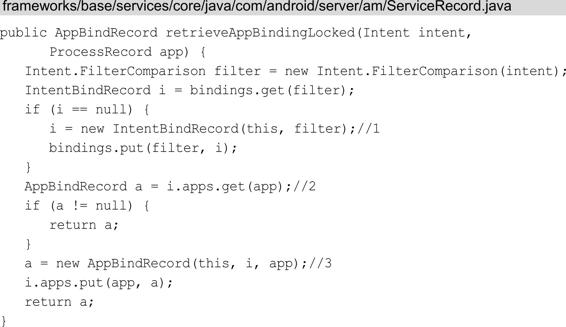 frameworks/base/services/core/java/com/android/server/am/ServiceRecord.java
public AppBindRecord retrieveAppBindingLocked(Intent intent,
ProcessRecord app) {
Intent.FilterComparison filter = new Intent.FilterComparison(intent);
IntentBindRecord i = bindings.get(filter);
if (i == null) {
i = new IntentBindRecord(this, filter);//1
bindings.put(filter, i);
}
AppBindRecord a = i.apps.get(app);//2
if (a != null) {
return a;
}
a = new AppBindRecord(this, i, app);//3
i.apps.put(app, a);
return a;
}